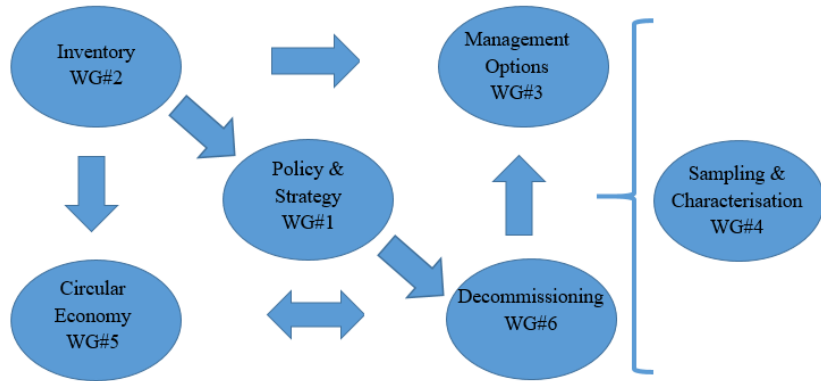 Inventory
WG#2
Management
Options
WG#3
Policy &
Strategy
WG#1
Sampling &
Characterisation
WG#4
Circular
Economy
WG#5
Decommissioning
WG#6